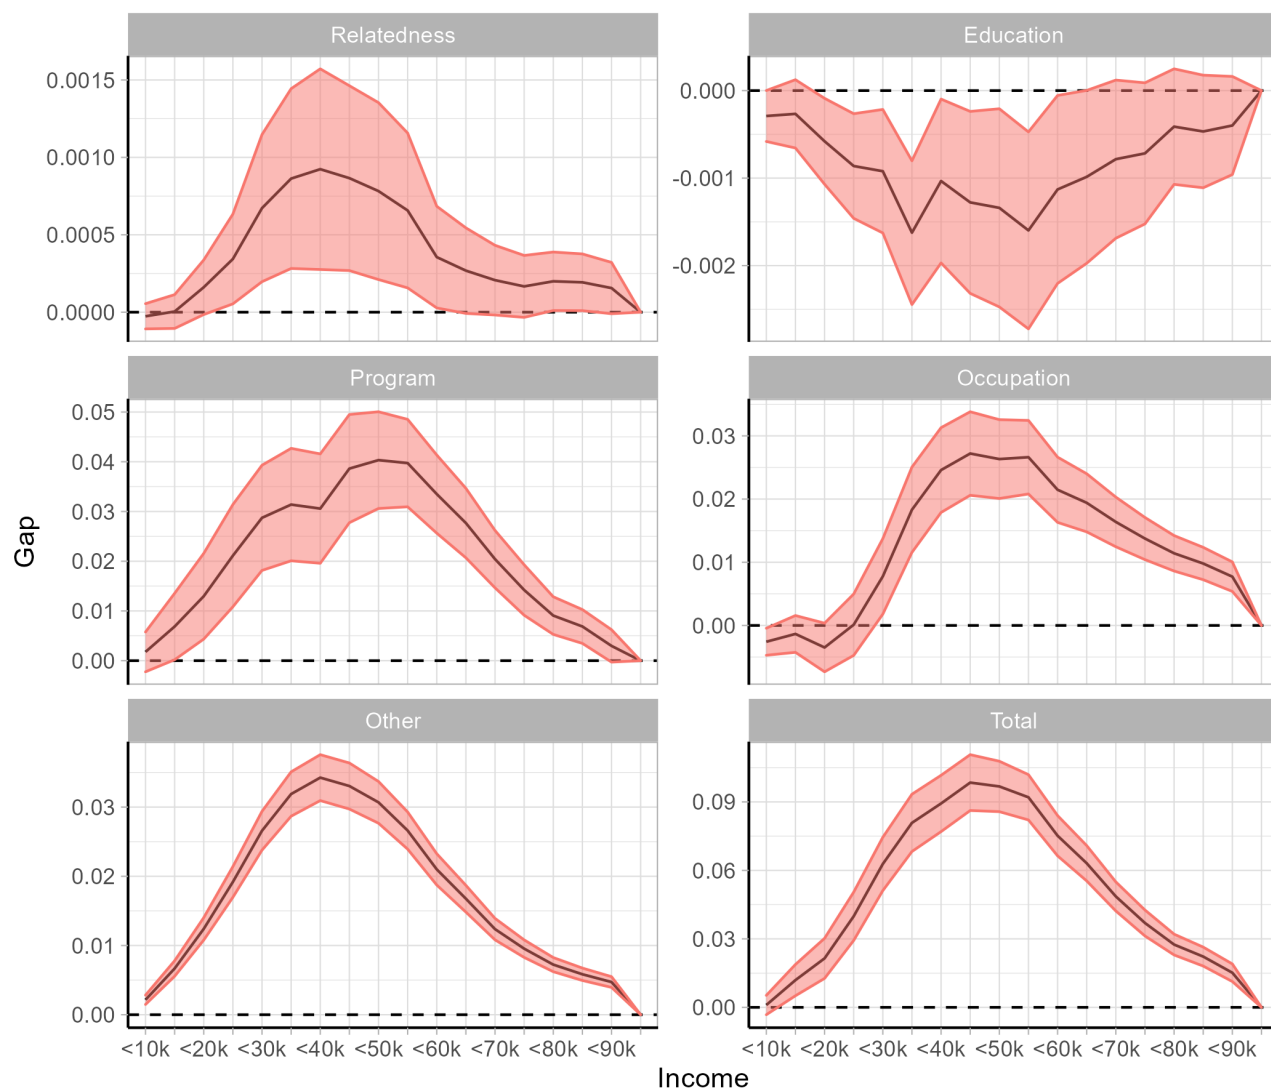 Relatedness
Education
0.0015
0.0010
0.0005
0.0000
0.000
-0.001
-0.002
Program
Occupation
0.05
0.04
0.03
0.02
0.01
0.00
0.03
0.02
0.01
0.00
Gap
Other
Total
0.03
0.02
0.01
0.00
0.09
0.06
0.03
0.00
<10k <20k <30k <40k <50k <60k <70k <80k <90k
<10k <20k <30k <40k <50k <60k <70k <80k <90k
Income